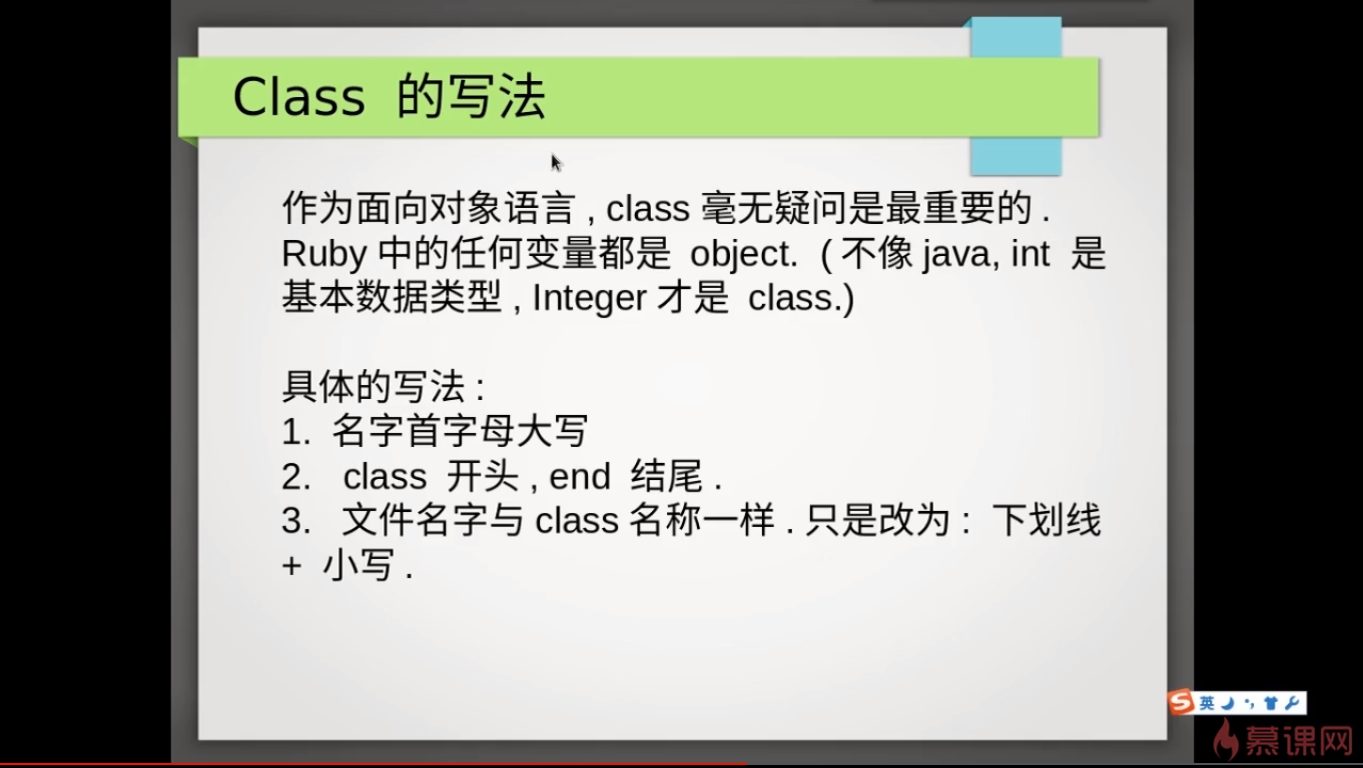 Class 的写法
作为面向对象语言 , class 毫无疑问是最重要的 .
Ruby 中的任何变量都是 object. ( 不像 java, int 是
基本数据类型 , Integer 才是 class.)
具体的写法 :
1. 名字首字母大写
2. class 开头 , end 结尾 .
3. 文件名字与 class 名称一样 . 只是改为 : 下划线
+ 小写 .
S 英
慕课网